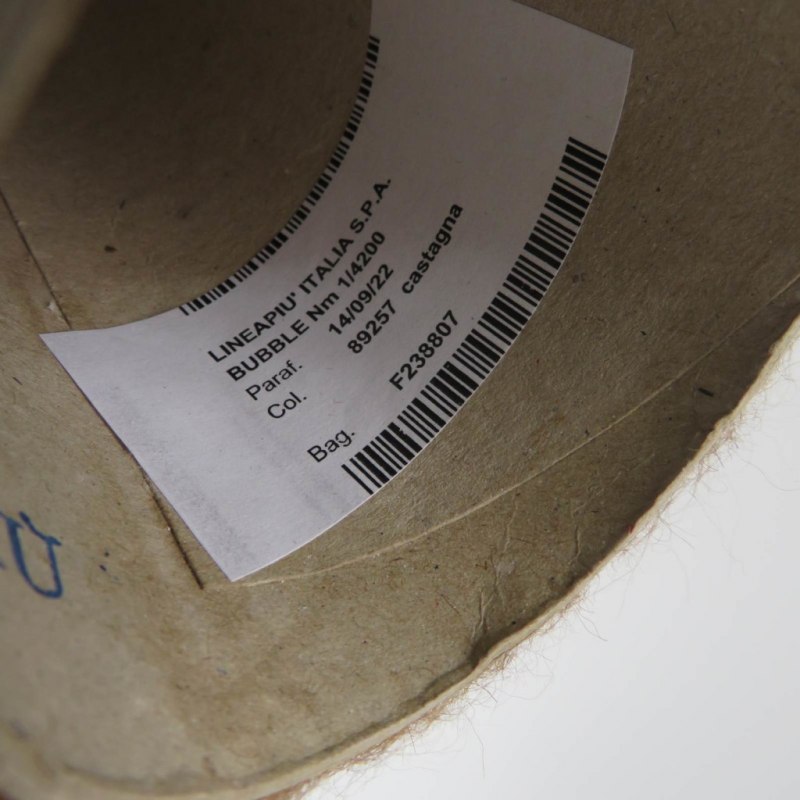 LINEAPIU' ITALIA S.P.A.
BUBBLE Nm 1/4200
Paraf. 14/09/22
Col. 89257 castagna
Bag. F238807